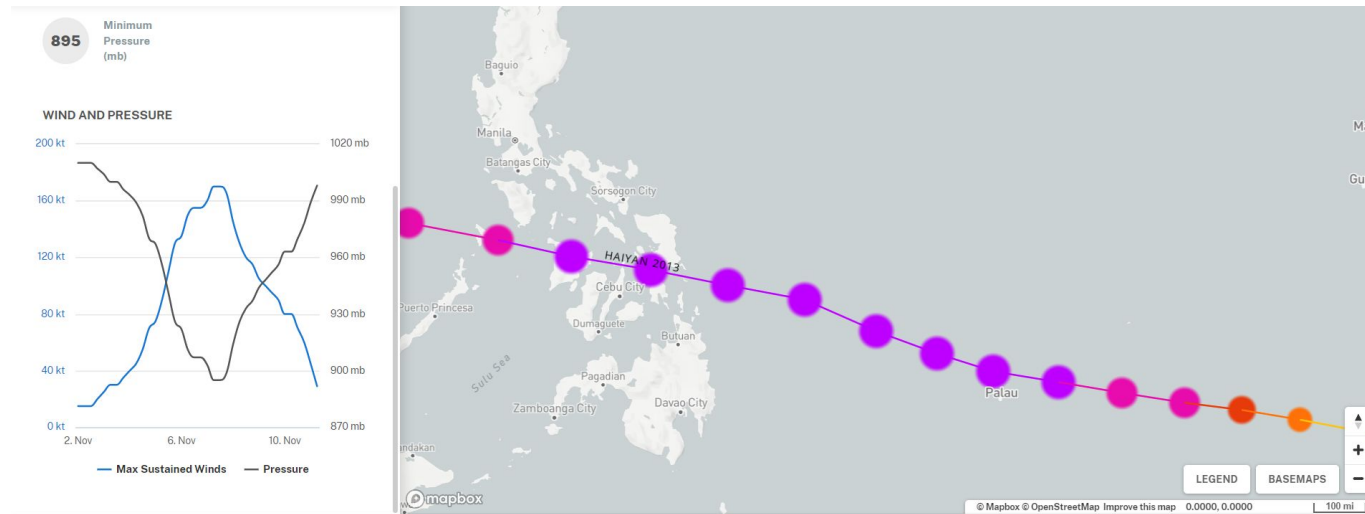 895
Minimum
Pressure
(mb)
WIND AND PRESSURE
200 kt
1020 mb
160 kt
990 mb
120 kt
960 mb
80 kt
930 mb
40 kt
900 mb
0 kt
870 mb
2. Nov
6. Nov
10. Nov
Max Sustained Winds
Pressure
Baguio
Manila
Batangas City
Sorsogon City
HAIYAN 2013
Cebu City
Puerto Princesa
Dumaguete
Butuan
Sulu Sea
Pagadian
Zamboanga City
Davao City
Palau
mapbox
LEGEND
BASEMAPS
© Mapbox © OpenStreetMap Improve this map
0.0000, 0.0000
100 mi